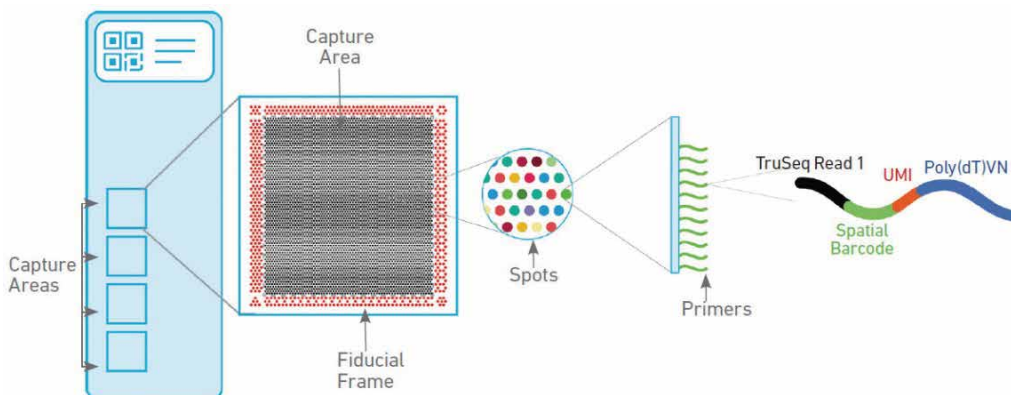 Capture
Area
TruSeq Read 1
UMI
Poly(dT)VN
Spatial
Barcode
Capture
Areas
Spots
Primers
Fiducial
Frame